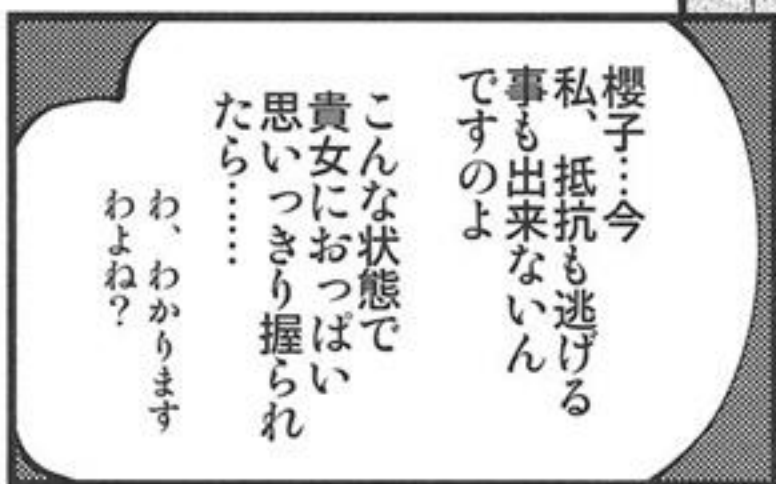 櫻子…今
私、抵抗も逃げる
事も出来ないん
ですのよ
こんな状態で
貴女におっぱい
思いっきり握られ
たら……
わ、わかります
わよね？